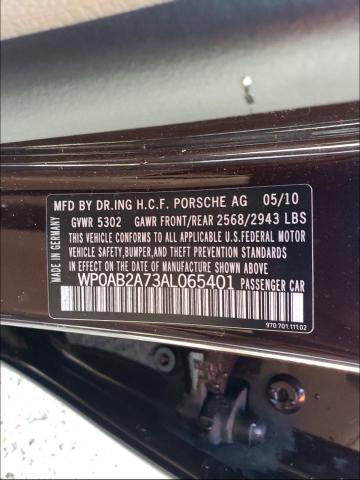 MFD BY DR.ING H.C.F. PORSCHE AG 05/10
GVWR 5302 GAWR FRONT/REAR 2568/2943 LBS
THIS VEHICLE CONFORMS TO ALL APPLICABLE
U.S.FEDERAL MOTOR
VEHICLE SAFETY,BUMPER,AND THEFT PREVENTION
STANDARDS IN EFFECT ON THE DATE OF
MANUFACTURE SHOWN ABOVE
WP0AB2A73AL065401 PASSENGER CAR
970.701.111.02
MADE IN GERMANY